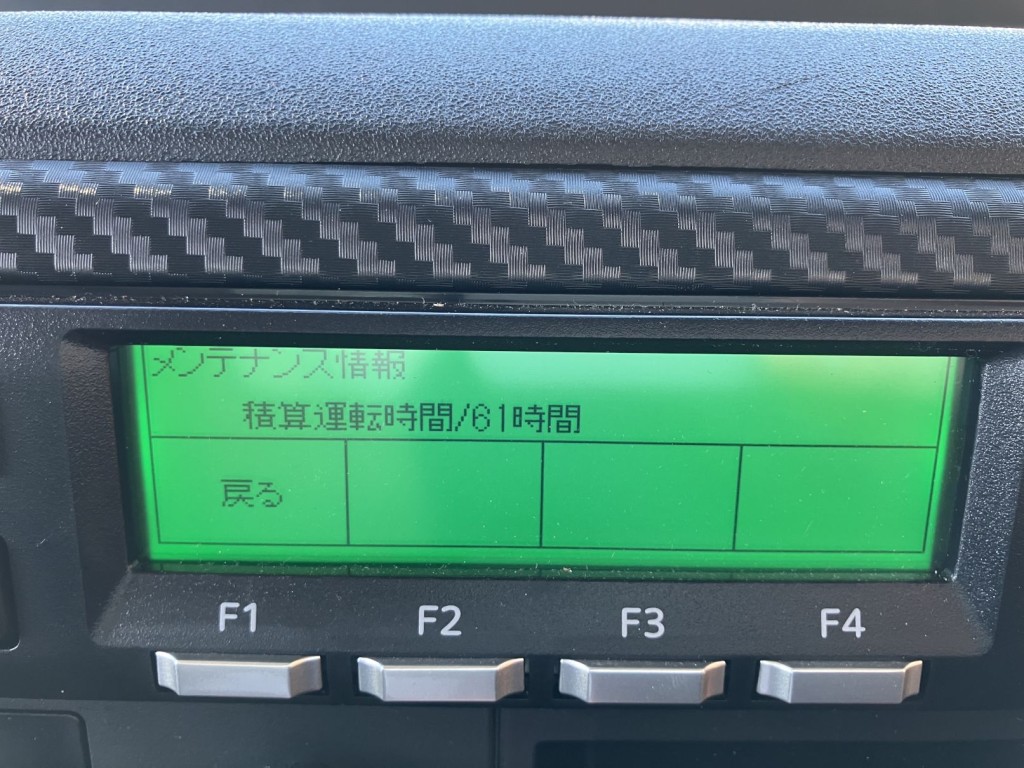 メンテナンス情報
積算運転時間/61時間
戻る
F1 F2 F3 F4